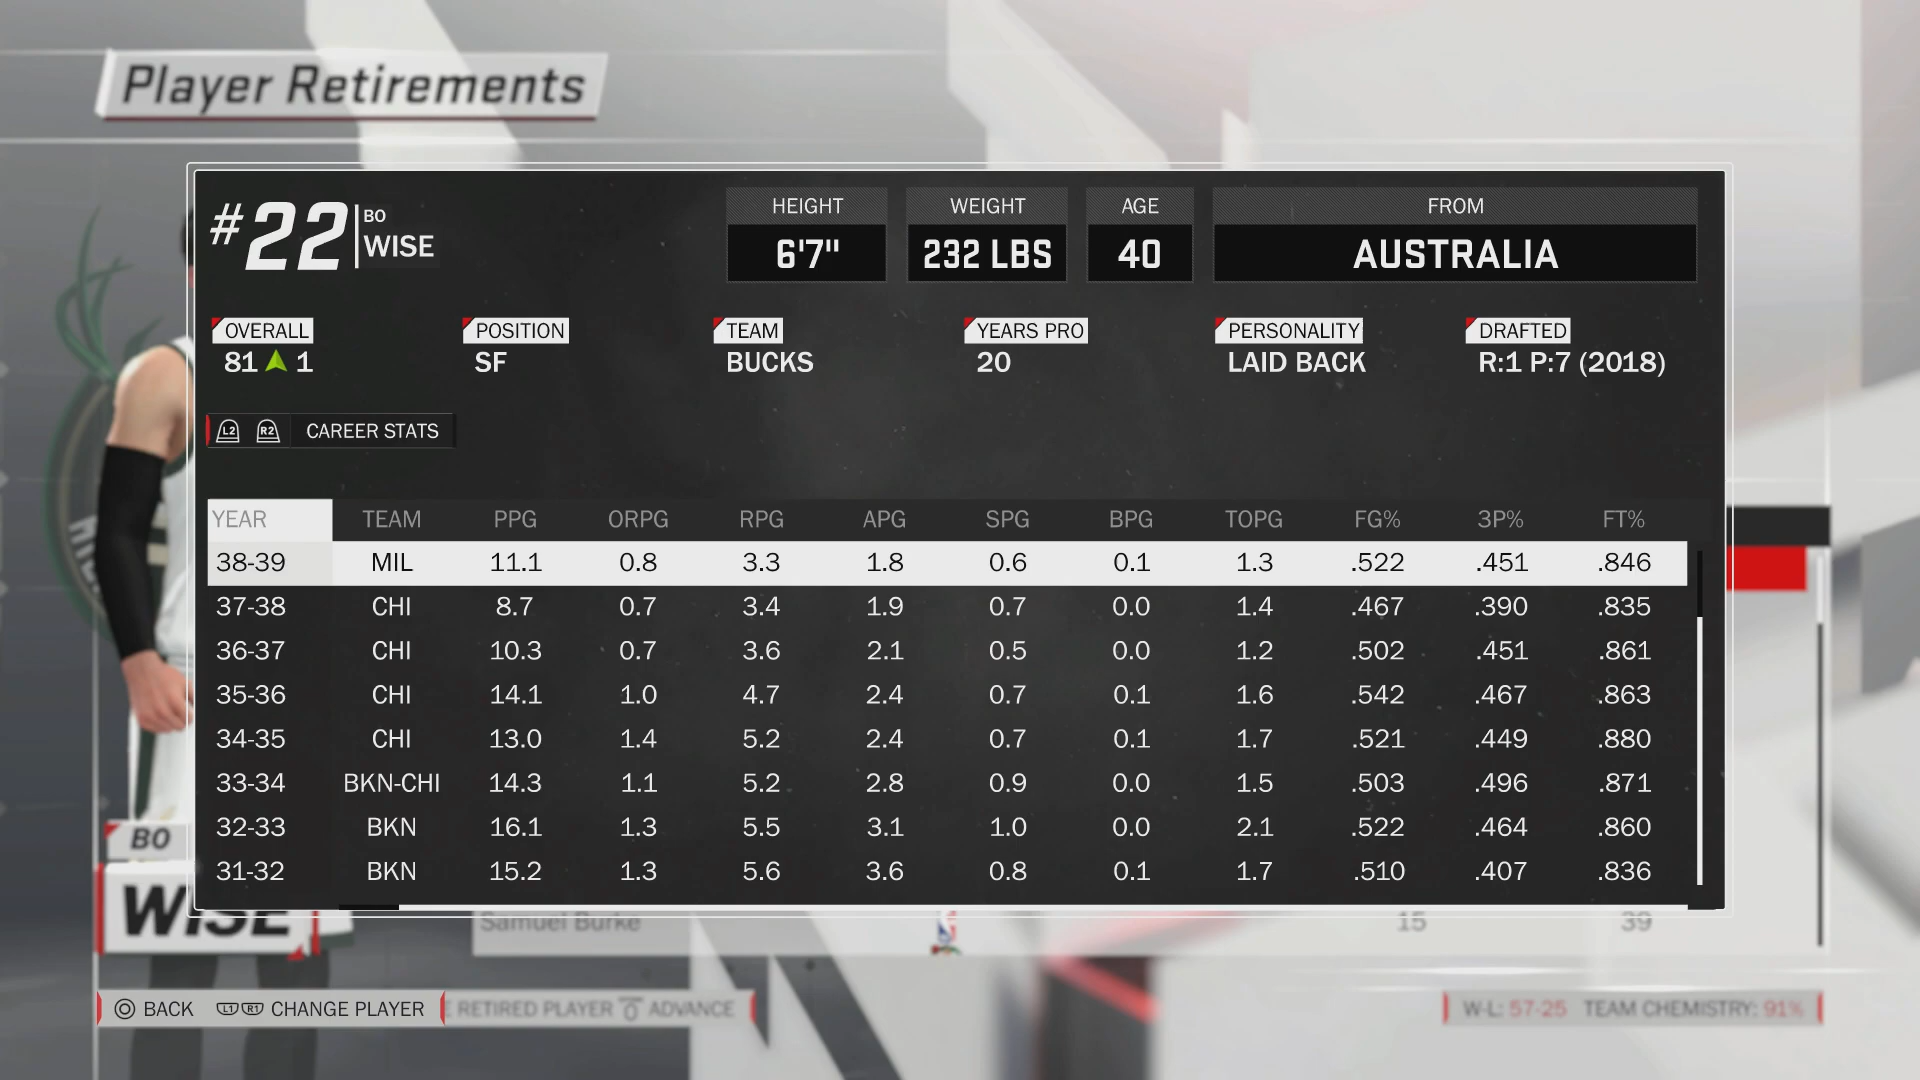 Player Retirements
#22 BO
WISE
HEIGHT WEIGHT AGE FROM
6'7" 232 LBS 40 AUSTRALIA
OVERALL POSITION TEAM YEARS PRO PERSONALITY DRAFTED
81 1 SF BUCKS 20 LAID BACK R:1 P:7 (2018)
L2 R2 CAREER STATS
YEAR TEAM PPG ORPG RPG APG SPG BPG TOPG FG% 3P% FT%
38-39 MIL 11.1 0.8 3.3 1.8 0.6 0.1 1.3 .522 .451 .846
37-38 CHI 8.7 0.7 3.4 1.9 0.7 0.0 1.4 .467 .390 .835
36-37 CHI 10.3 0.7 3.6 2.1 0.5 0.0 1.2 .502 .451 .861
35-36 CHI 14.1 1.0 4.7 2.4 0.7 0.1 1.6 .542 .467 .863
34-35 CHI 13.0 1.4 5.2 2.4 0.7 0.1 1.7 .521 .449 .880
33-34 BKN-CHI 14.3 1.1 5.2 2.8 0.9 0.0 1.5 .503 .496 .871
32-33 BKN 16.1 1.3 5.5 3.1 1.0 0.0 2.1 .522 .464 .860
31-32 BKN 15.2 1.3 5.6 3.6 0.8 0.1 1.7 .510 .407 .836
BO
WISE
Samuel Burke 15 39
BACK L1 R1 CHANGE PLAYER RETIRED PLAYER ADVANCE
W-L: 57-25 TEAM CHEMISTRY: 91%